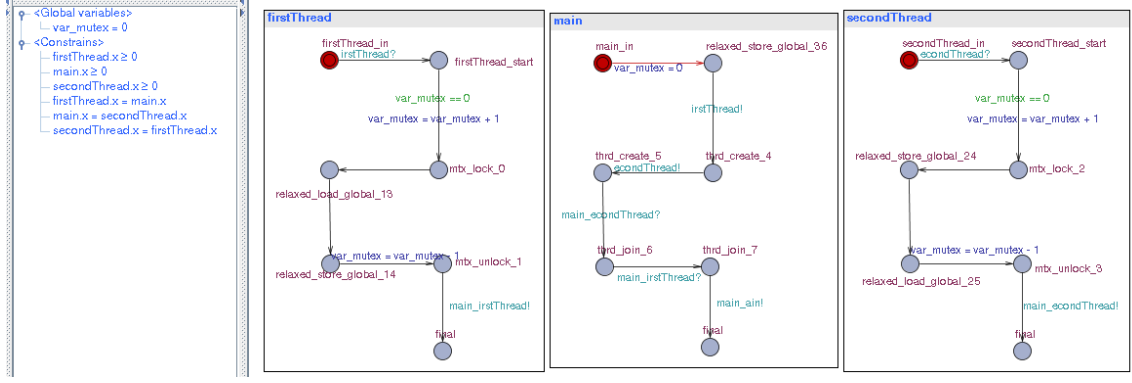 <Global variables>
var_mutex = 0
<Constrains>
firstThread.x ≥ 0
main.x ≥ 0
secondThread.x ≥ 0
firstThread.x = main.x
main.x = secondThread.x
secondThread.x = firstThread.x
firstThread
firstThread_in
irstThread?
firstThread_start
var_mutex == 0
var_mutex = var_mutex + 1
mtx_lock_0
relaxed_load_global_13
var_mutex = var_mutex - 1
mtx_unlock_1
relaxed_store_global_14
main_irstThread!
final
main
main_in
relaxed_store_global_36
var_mutex = 0
irstThread!
thrd_create_5
thrd_create_4
econdThread!
main_econdThread?
thrd_join_6
thrd_join_7
main_irstThread?
main_ain!
final
secondThread
secondThread_in
secondThread_start
econdThread?
var_mutex == 0
var_mutex = var_mutex + 1
relaxed_store_global_24
mtx_lock_2
var_mutex = var_mutex - 1
mtx_unlock_3
relaxed_load_global_25
main_econdThread!
final